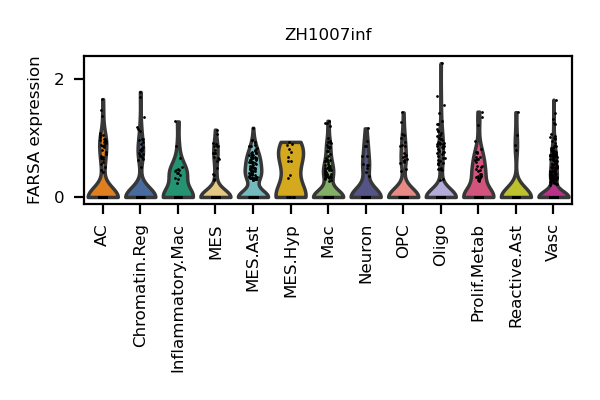 ZH1007inf
FARSA expression
2
0
AC
Chromatin.Reg
Inflammatory.Mac
MES
MES.Ast
MES.Hyp
Mac
Neuron
OPC
Oligo
Prolif.Metab
Reactive.Ast
Vasc